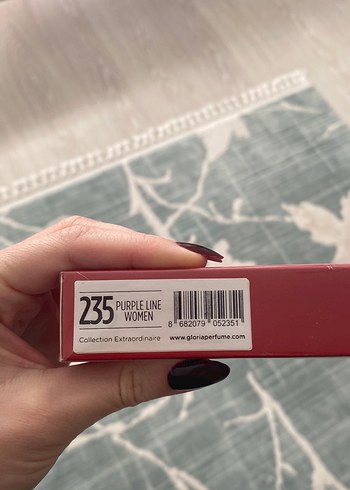 235 PURPLE LINE
WOMEN
Collection Extraordinaire
8 682079 052351
www.gloriaperfume.com